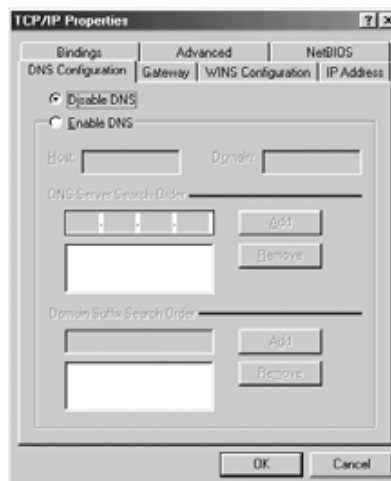 TCP/IP Properties
Bindings Advanced NetBIOS
DNS Configuration Gateway WINS Configuration IP Address
Disable DNS
Enable DNS
Host: Domain:
DNS Server Search Order
Add
Remove
Domain Suffix Search Order
Add
Remove
OK Cancel